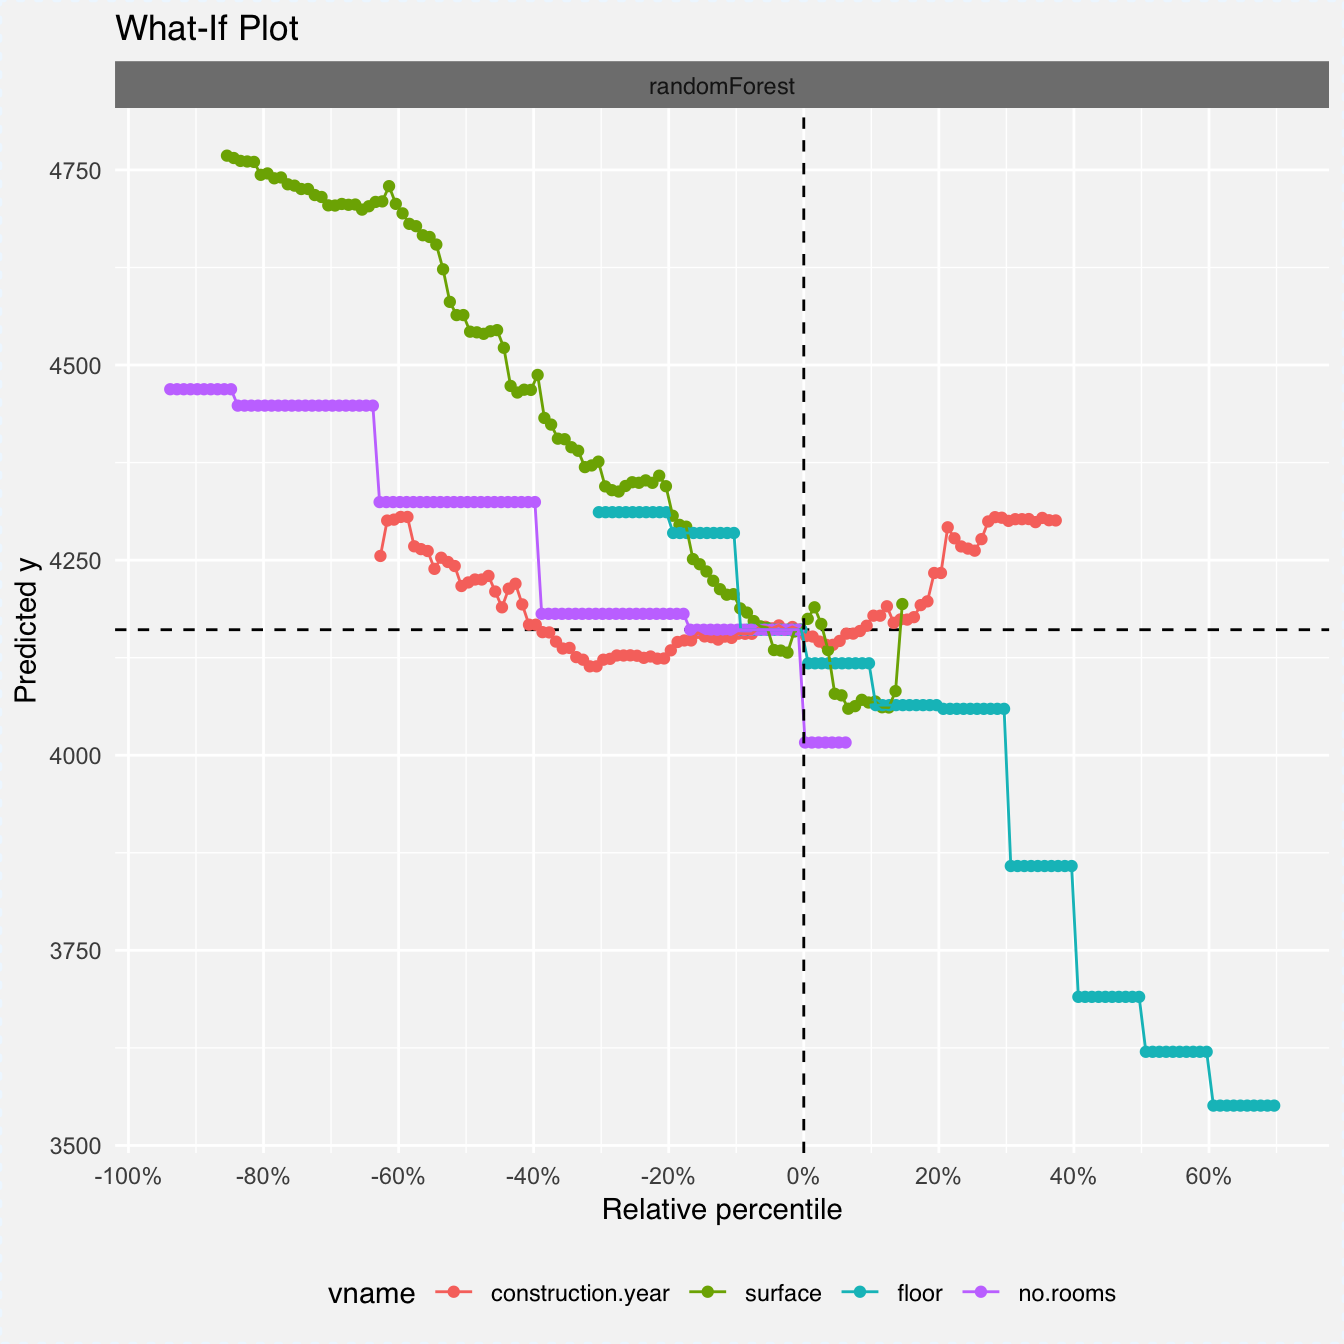 What-If Plot
randomForest
4750
4500
4250
4000
3750
3500
Predicted y
-100% -80% -60% -40% -20% 0% 20% 40% 60%
Relative percentile
vname construction.year surface floor no.rooms